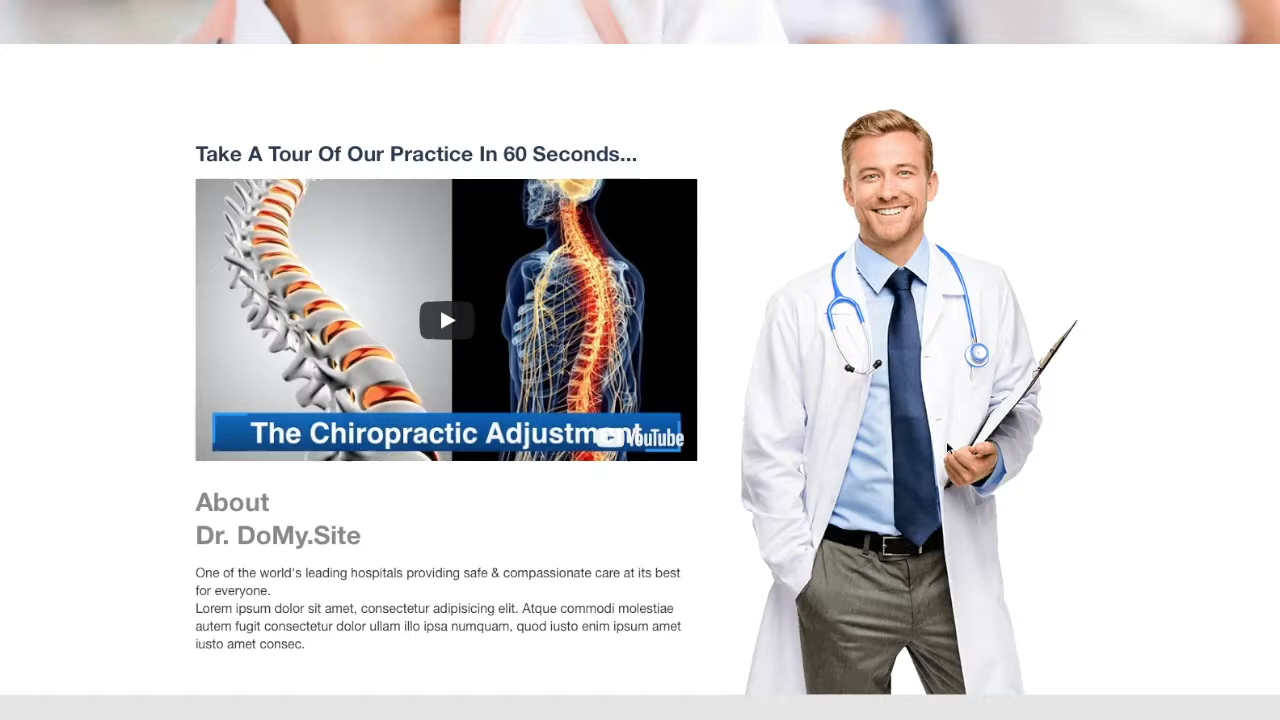 Take A Tour Of Our Practice In 60 Seconds...
The Chiropractic Adjustment
YouTube
About
Dr. DoMy.Site
One of the world's leading hospitals providing safe & compassionate care at its best
for everyone.
Lorem ipsum dolor sit amet, consectetur adipisicing elit. Atque commodi molestiae
autem fugit consectetur dolor ullam illo ipsa numquam, quod iusto enim ipsum amet
iusto amet consec.